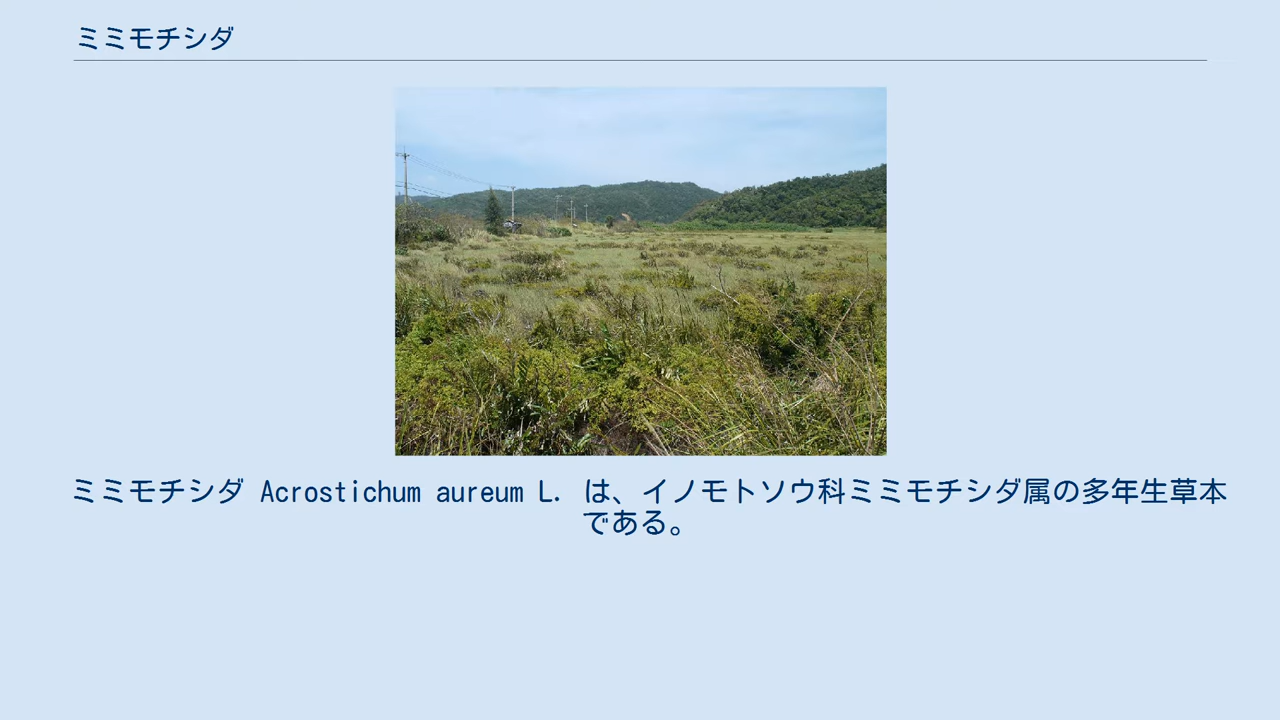 ミミモチシダ
ミミモチシダ Acrostichum aureum L. は、イノモトソウ科ミミモチシダ属の多年生草本
である。